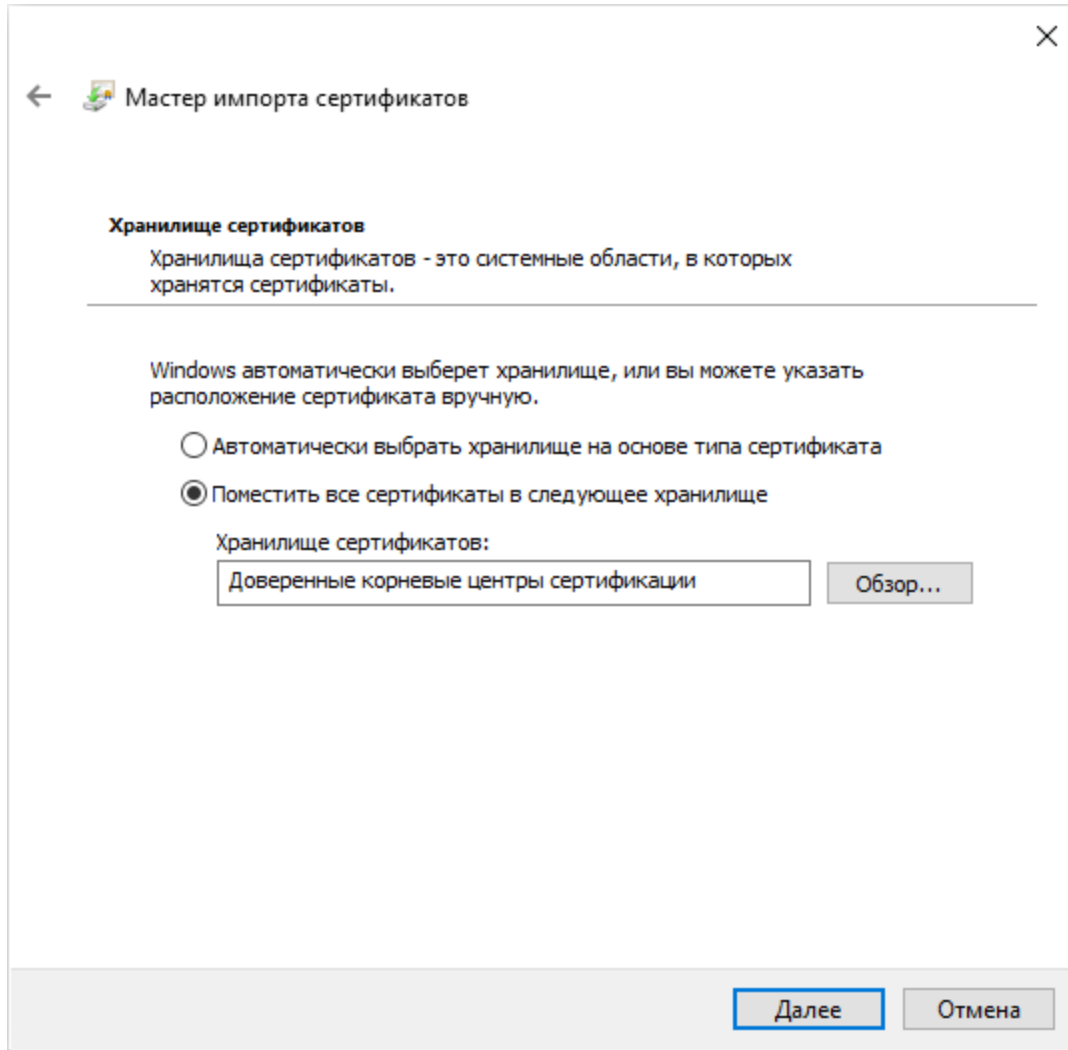 Мастер импорта сертификатов
Хранилище сертификатов
Хранилища сертификатов - это системные области, в которых
хранятся сертификаты.
Windows автоматически выберет хранилище, или вы можете указать
расположение сертификата вручную.
Автоматически выбрать хранилище на основе типа сертификата
Поместить все сертификаты в следующее хранилище
Хранилище сертификатов:
Доверенные корневые центры сертификации
Обзор...
Далее
Отмена